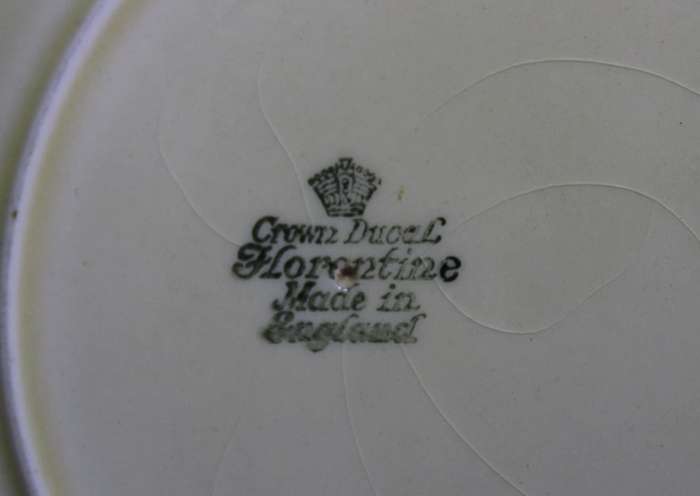 Crown Ducal
Florentine
Made in
England